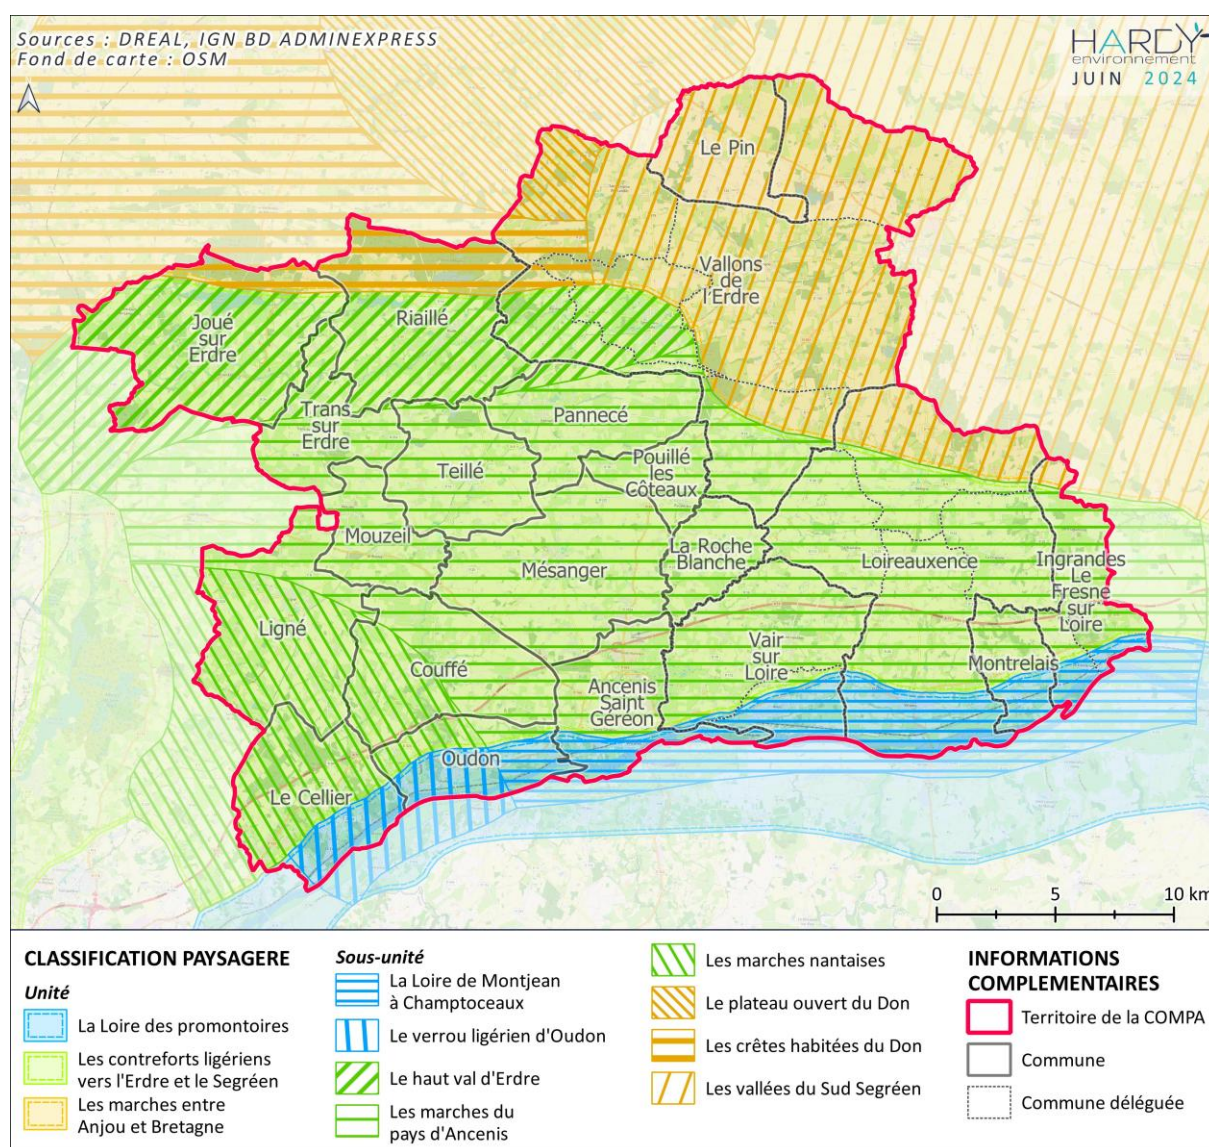 Sources : DREAL, IGN BD ADMINEXPRESS
Fond de carte : OSM
HARDY
environnement
JUIN 2024
Le Pin
Vallons
de
l'Erdre
Joué
sur
Erdre
Riaillé
Trans
sur
Erdre
Pannecé
Teillé
Pouillé
les
Côteaux
Mouzeil
Mésanger
La Roche
Blanche
Loireauxence
Ingrandes
Le
Fresne
sur
Loire
Ligné
Couffé
Vair
sur
Loire
Montrelais
Ancenis
Saint
Géréon
Oudon
Le Cellier
0 5 10 km
CLASSIFICATION PAYSAGERE
Unité
La Loire des promontoires
Les contreforts ligériens
vers l'Erdre et le Segréen
Les marches entre
Anjou et Bretagne
Sous-unité
La Loire de Montjean
à Champtoceaux
Le verrou ligérien d'Oudon
Le haut val d'Erdre
Les marches du
pays d'Ancenis
Les marches nantaises
Le plateau ouvert du Don
Les crêtes habitées du Don
Les vallées du Sud Segréen
INFORMATIONS
COMPLEMENTAIRES
Territoire de la COMPA
Commune
Commune déléguée